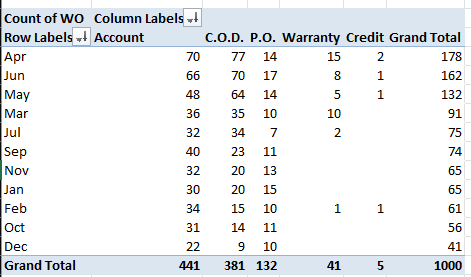 Count of WO Column Labels
Row Labels Account C.O.D. P.O. Warranty Credit Grand Total
Apr 70 77 14 15 2 178
Jun 66 70 17 8 1 162
May 48 64 14 5 1 132
Mar 36 35 10 10 91
Jul 32 34 7 2 75
Sep 40 23 11 74
Nov 32 20 13 65
Jan 30 20 15 65
Feb 34 15 10 1 1 61
Oct 31 14 11 56
Dec 22 9 10 41
Grand Total 441 381 132 41 5 1000